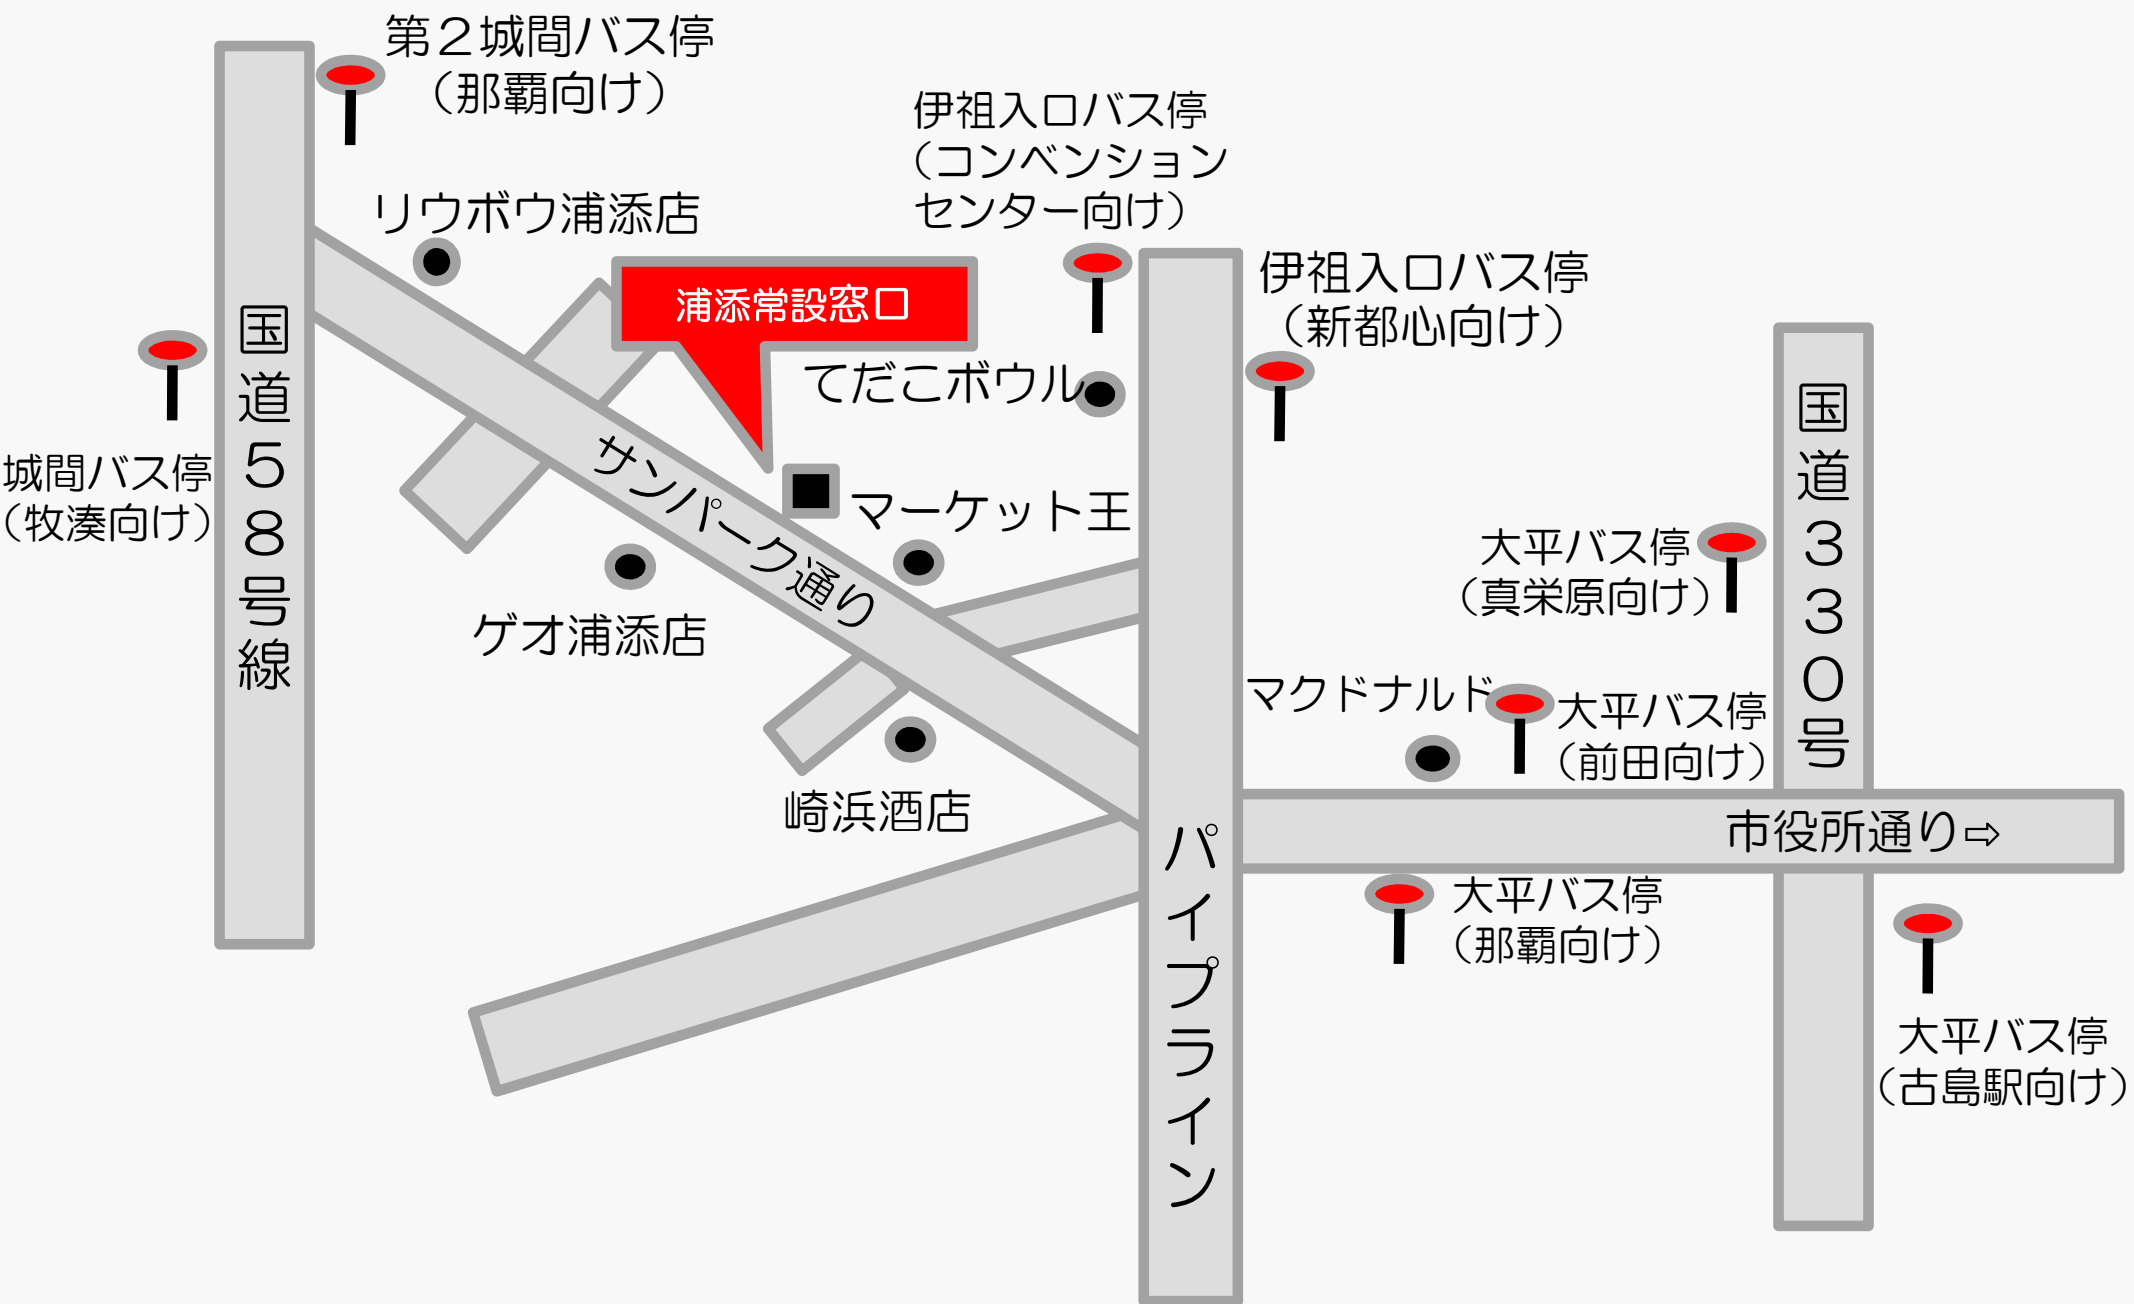 第２城間バス停
（那覇向け）
伊祖入口バス停
（コンベンション
センター向け）
リウボウ浦添店
浦添常設窓口
伊祖入口バス停
（新都心向け）
国道５８号線
てだこボウル
国道３３０号
城間バス停
（牧湊向け）
サンパーク通り
マーケット王
大平バス停
（真栄原向け）
ゲオ浦添店
マクドナルド
大平バス停
（前田向け）
崎浜酒店
パイプライン
市役所通り⇨
大平バス停
（那覇向け）
大平バス停
（古島駅向け）